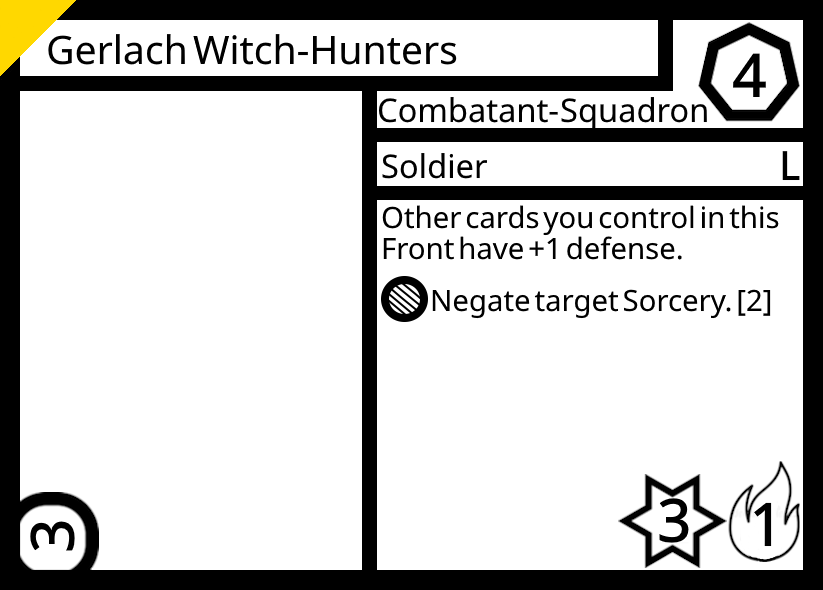 Gerlach Witch-Hunters
4
Combatant-Squadron
Soldier L
Other cards you control in this
Front have +1 defense.
Negate target Sorcery. [2]
3
3 1